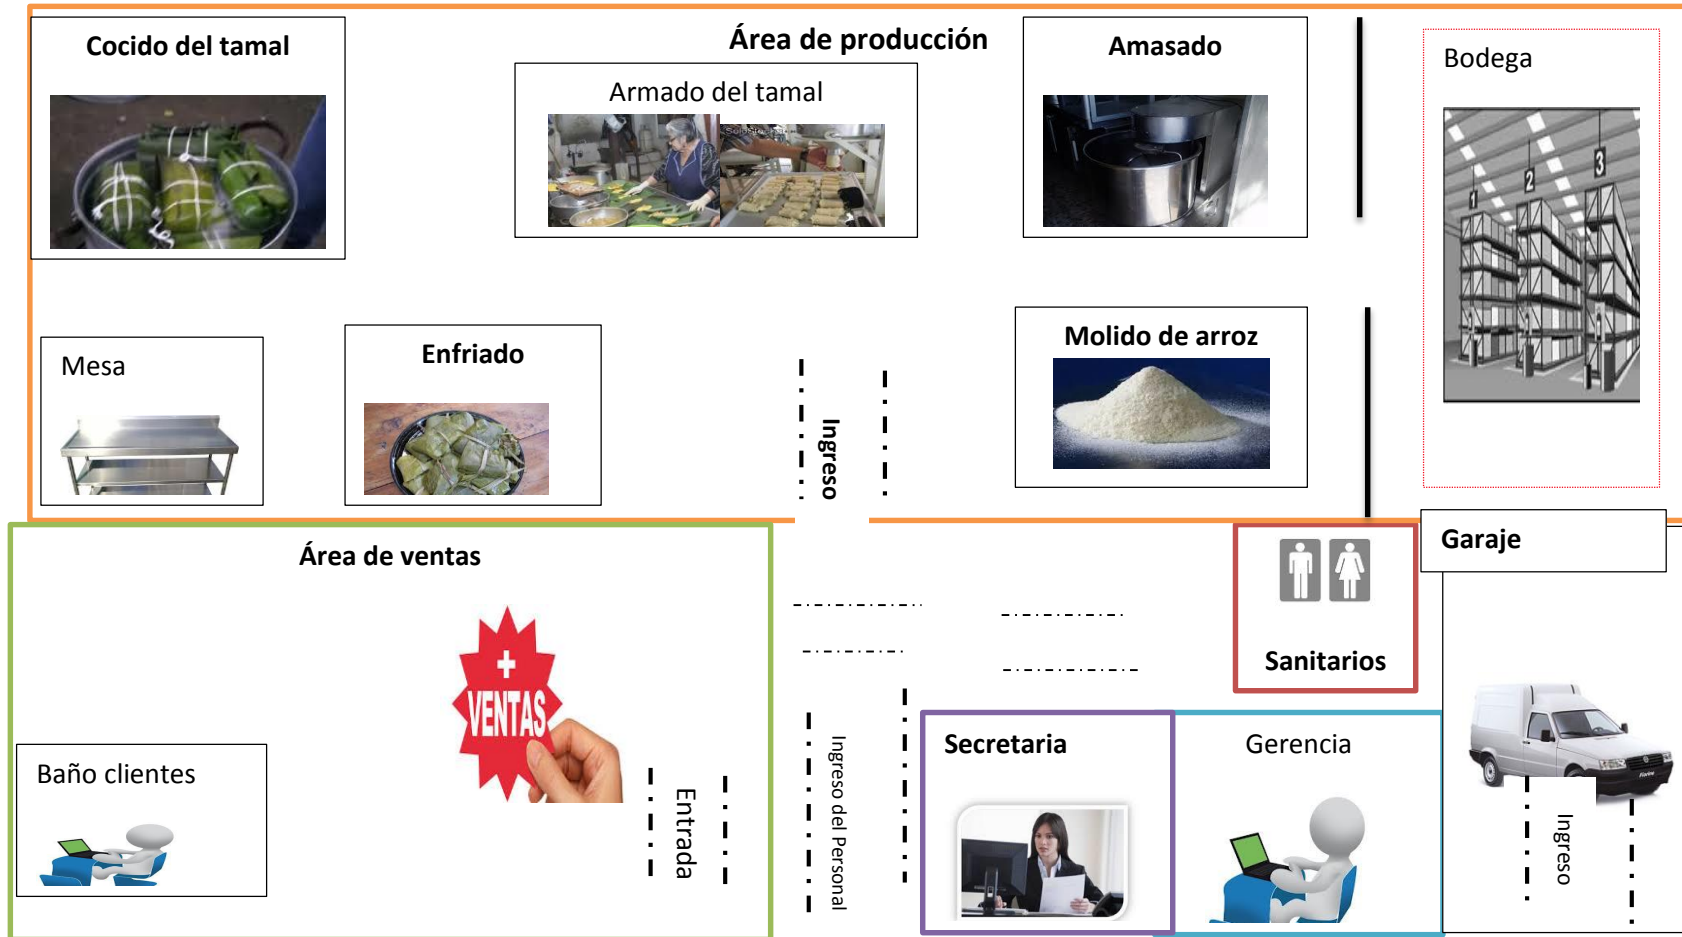 Cocido del tamal
Área de producción
Amasado
Bodega
Armado del tamal
1
2
3
Mesa
Enfriado
Ingreso
Molido de arroz
Área de ventas
Sanitarios
Garaje
+
VENTAS
Baño clientes
Entrada
Ingreso del Personal
Secretaria
Gerencia
Fiorino
Ingreso